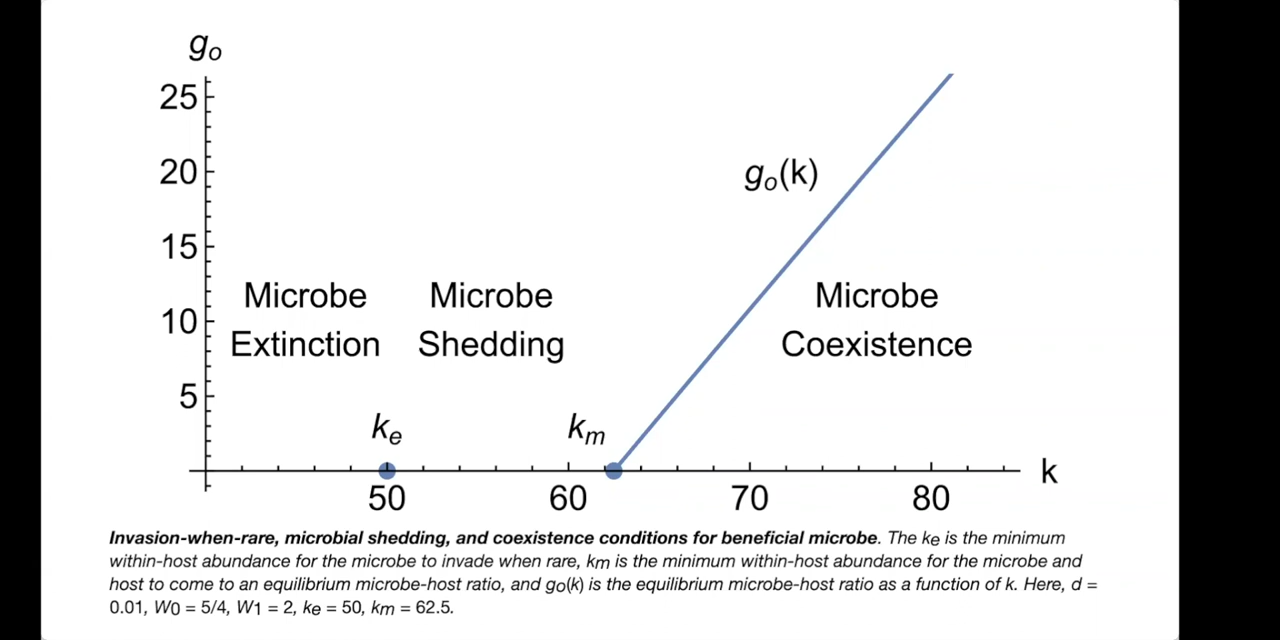 gₒ
25
20
15
10
5
gₒ(k)
Microbe Extinction
Microbe Shedding
Microbe Coexistence
kₑ
kₘ
50 60 70 80
k
Invasion-when-rare, microbial shedding, and coexistence conditions for beneficial microbe. The kₑ is the minimum
within-host abundance for the microbe to invade when rare, kₘ is the minimum within-host abundance for the microbe and
host to come to an equilibrium microbe-host ratio, and gₒ(k) is the equilibrium microbe-host ratio as a function of k. Here, d =
0.01, W₀ = 5/4, W₁ = 2, kₑ = 50, kₘ = 62.5.